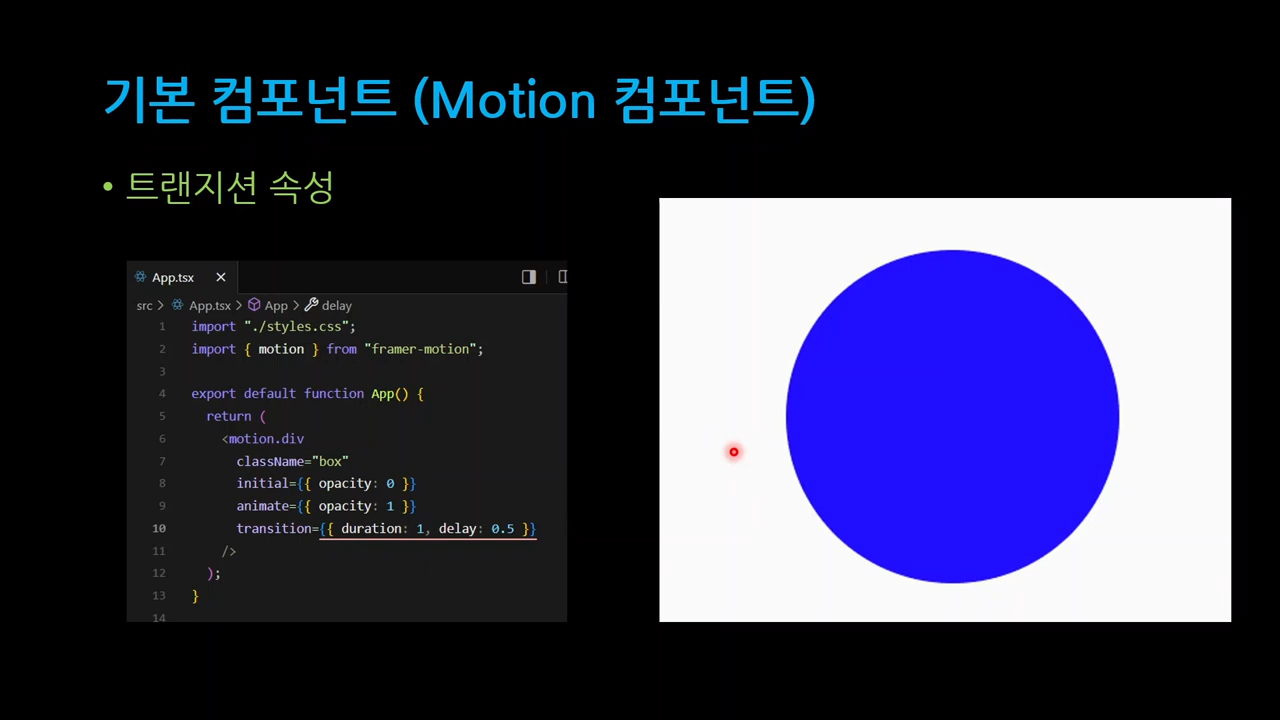 기본 컴포넌트 (Motion 컴포넌트)
• 트랜지션 속성
App.tsx
src > App.tsx > App > delay
1 import "./styles.css";
2 import { motion } from "framer-motion";
3
4 export default function App() {
5 return (
6 <motion.div
7 className="box"
8 initial={{ opacity: 0 }}
9 animate={{ opacity: 1 }}
10 transition={{ duration: 1, delay: 0.5 }}
11 />
12 );
13 }
14